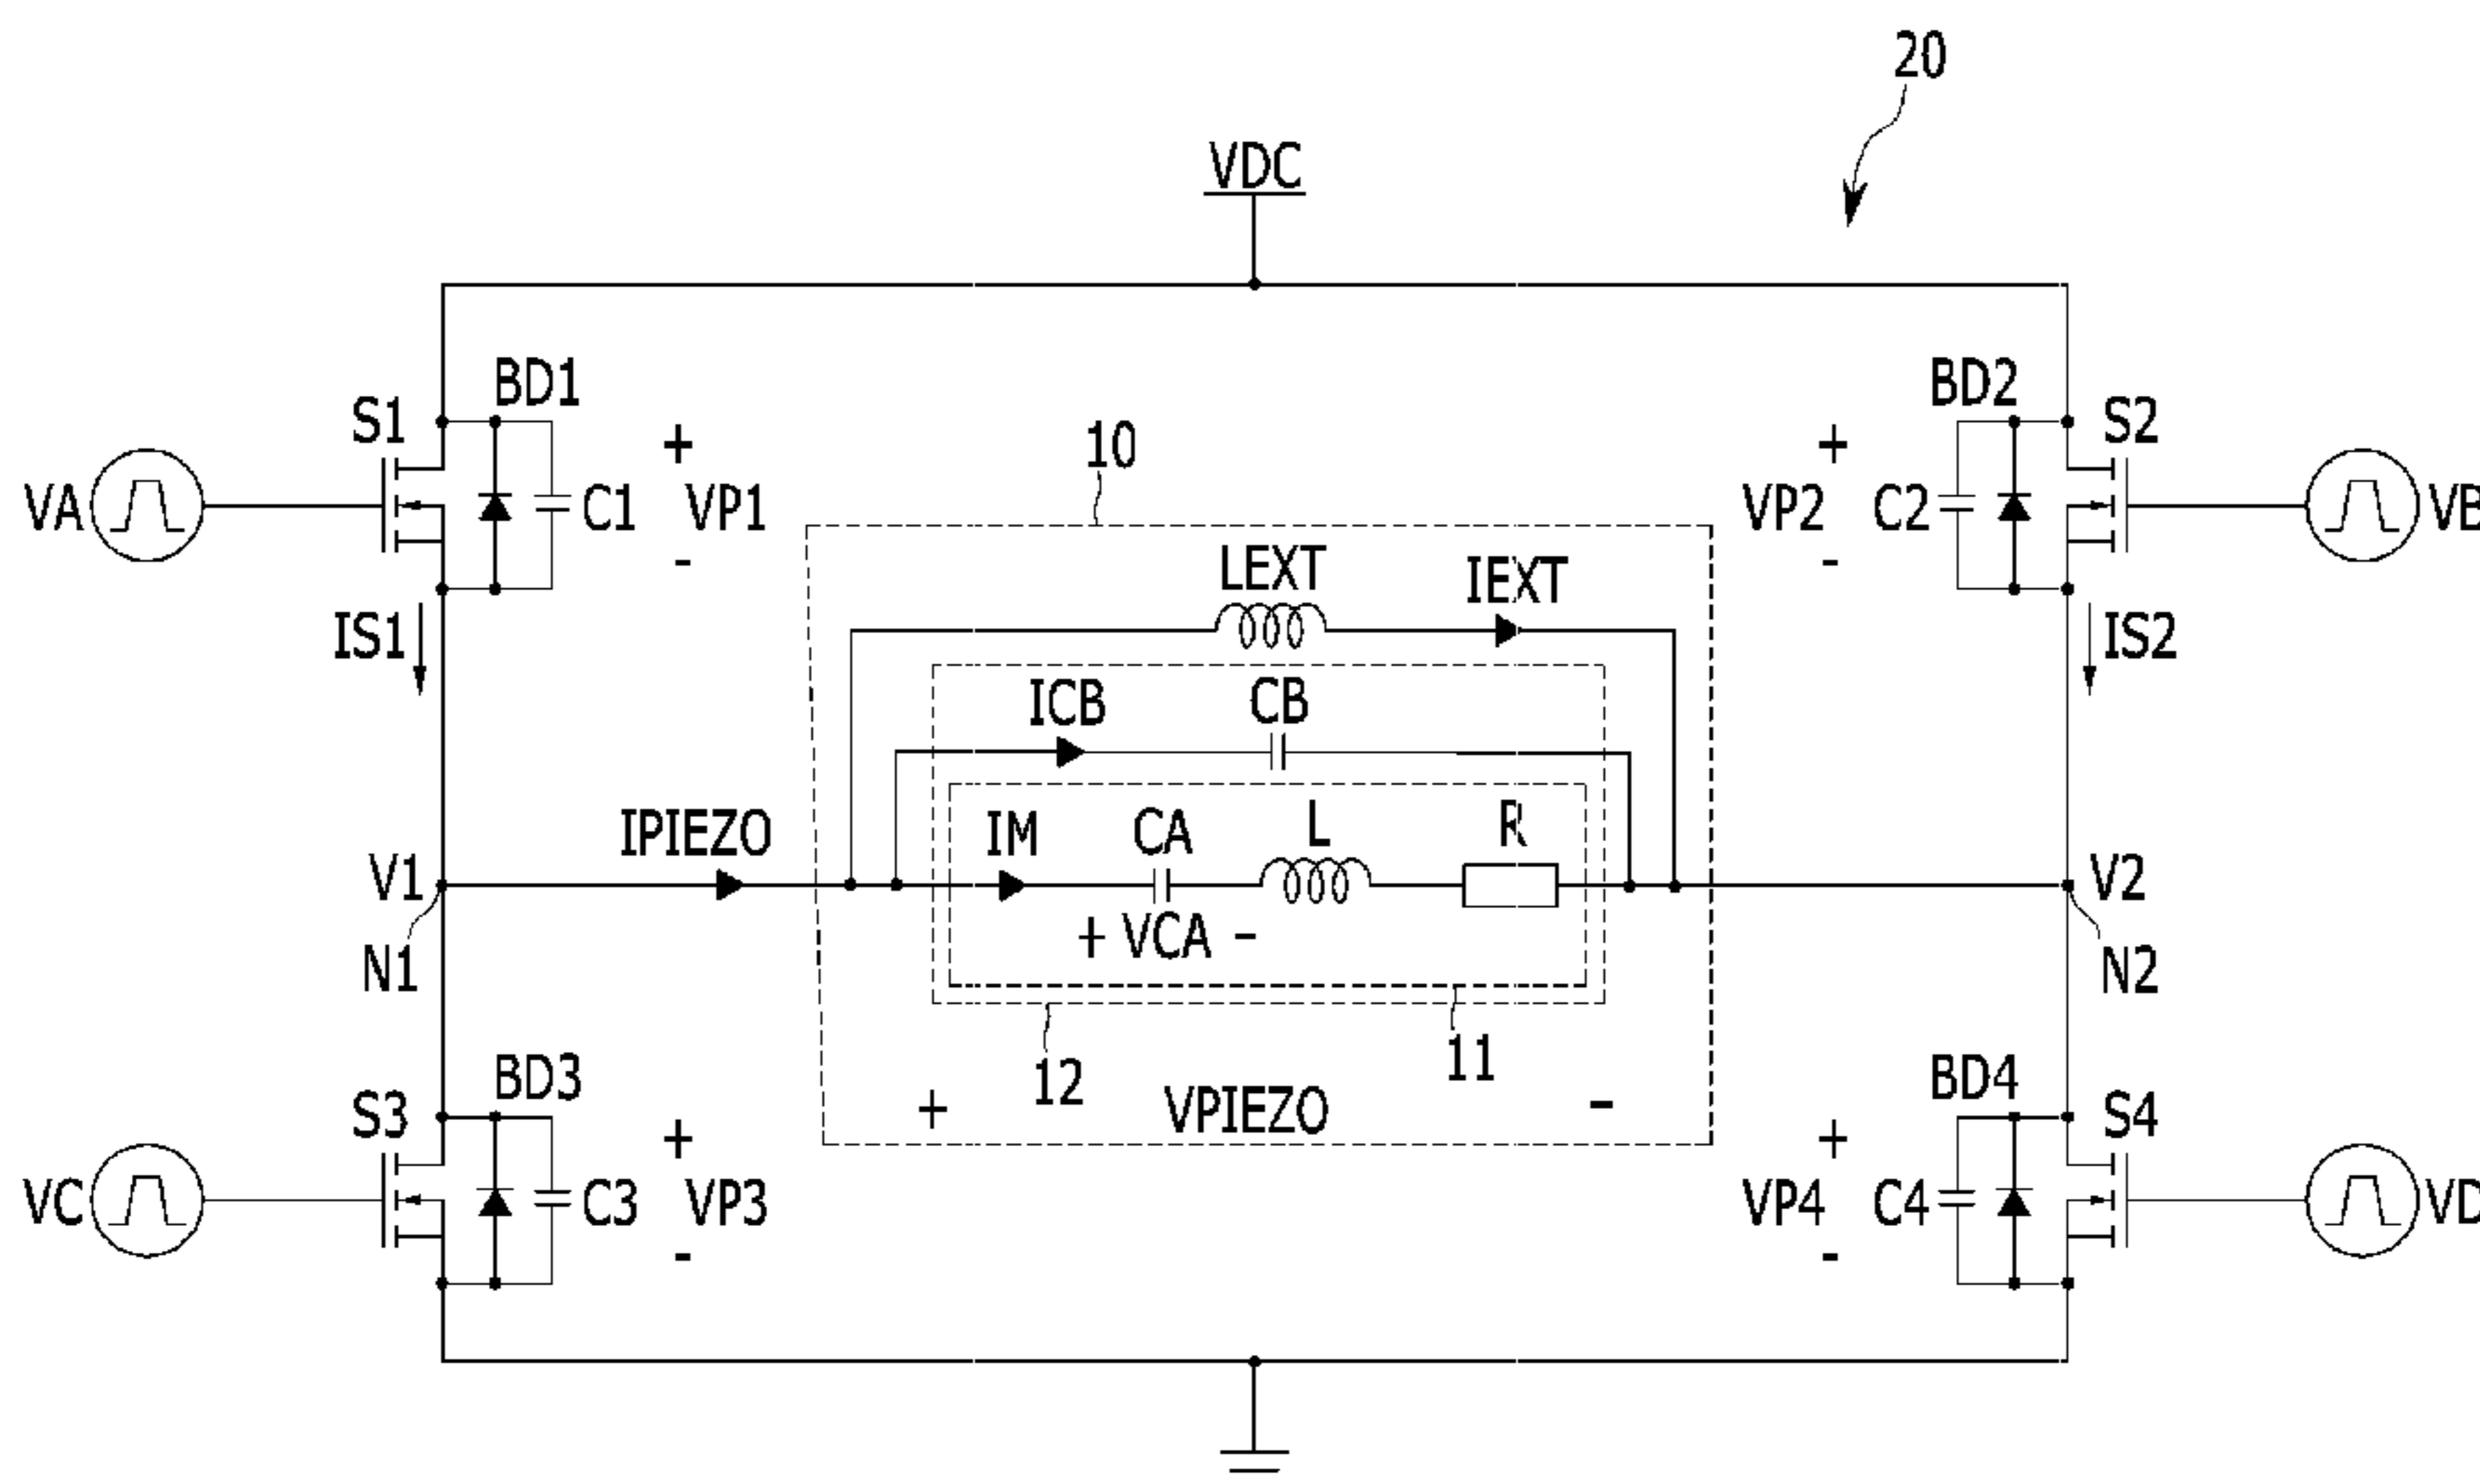 20
VDC
BD1
BD2
S1
S2
+
+
10
VA
C1
VP1
VP2
C2
VB
-
-
LEXT
IEXT
IS1
IS2
ICB
CB
IPIEZO
IM
CA
L
R
V1
V2
+ VCA -
N1
N2
11
12
BD3
BD4
S3
S4
+ VPIEZO -
+
+
VC
C3
VP3
VP4
C4
VD
-
-